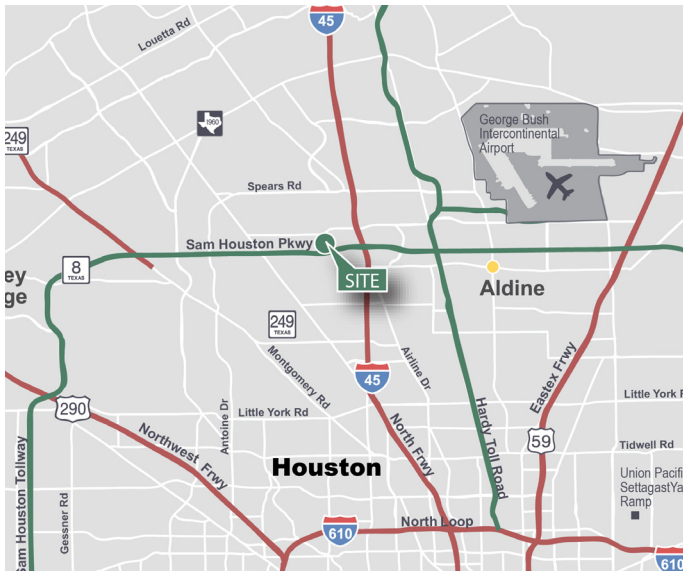 45
Louetta Rd
1960
249
TEXAS
George Bush
Intercontinental
Airport
Spears Rd
Sam Houston Pkwy
8
TEXAS
SITE
ey
ge
Aldine
249
TEXAS
Montgomery Rd
Airline Dr
45
Eastex Frwy
Hardy Toll Road
290
Antoine Dr
Little York Rd
Little York R
Northwest Frwy
North Frwy
59
Tidwell Rd
Houston
Union Pacifi
SettagastYa
Ramp
Sam Houston Tollway
Gessner Rd
610
North Loop
610